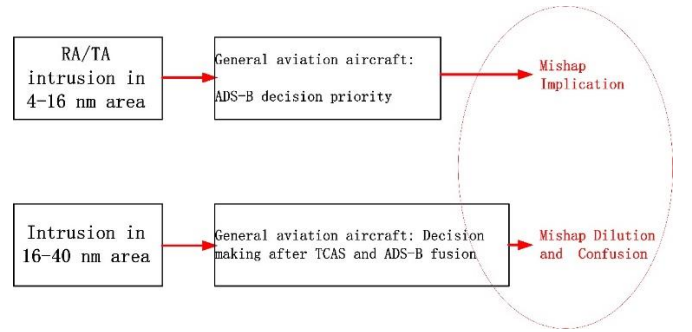 RA/TA
intrusion in
4-16 nm area
General aviation aircraft:
ADS-B decision priority
Mishap
Implication
Intrusion in
16-40 nm area
General aviation aircraft: Decision
making after TCAS and ADS-B fusion
Mishap Dilution
and Confusion